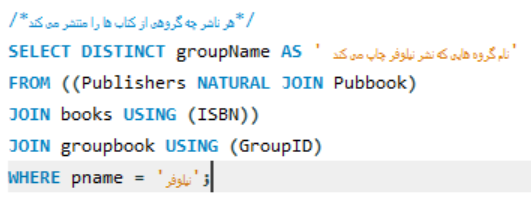 /*هر ناشر چه گروهی از کتاب ها را منتشر می کند*/
SELECT DISTINCT groupName AS 'نام گروه هایی که نشر نیلوفر چاپ می کند'
FROM ((Publishers NATURAL JOIN Pubbook)
JOIN books USING (ISBN))
JOIN groupbook USING (GroupID)
WHERE pname = 'نیلوفر';